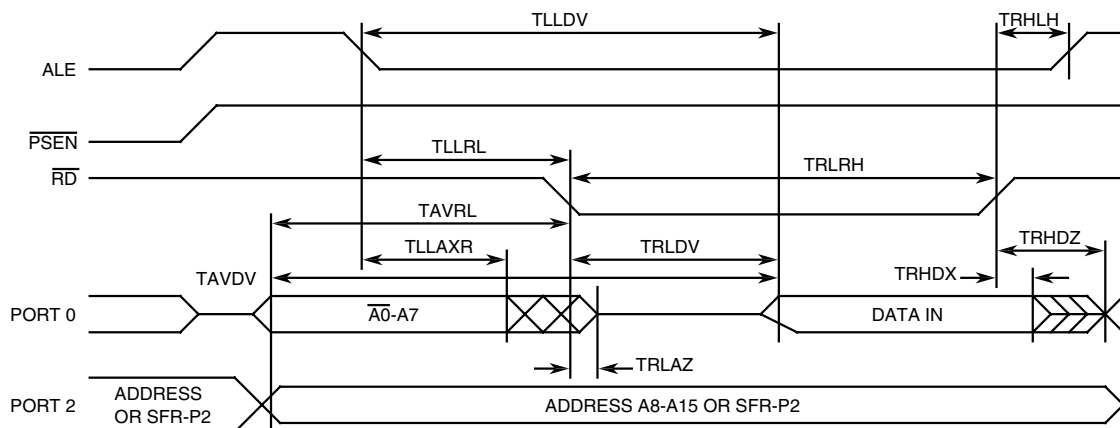 TLLDV
TRHLH
ALE
PSEN
TLLRL
TRLRH
RD
TAVRL
TRHDZ
TLLAXR
TRLDV
TAVDV
TRHDX
PORT 0
A0-A7
DATA IN
TRLAZ
PORT 2
ADDRESS
OR SFR-P2
ADDRESS A8-A15 OR SFR-P2